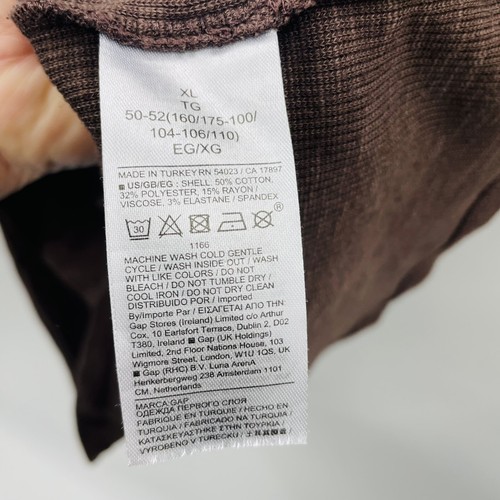 XL
TG
50-52(160/175-100/
104-106/110)
EG/XG
MADE IN TURKEY RN 54023 / CA 17897
US/GB/EG : SHELL, 50% COTTON,
32% POLYESTER, 15% RAYON /
VISCOSE, 3% ELASTANE / SPANDEX
30
®
1166
MACHINE WASH COLD GENTLE
CYCLE / WASH INSIDE OUT / WASH
WITH LIKE COLORS / DO NOT
BLEACH / DO NOT TUMBLE DRY /
COOL IRON / DO NOT DRY CLEAN
DISTRIBUIDO POR / Imported
By/Importe Par / ΕΙΣΑΓΕΤΑΙ ΑΠΟ ΤΗΝ
Gap Stores (Ireland) Limited c/o Arthur
Cox, 10 Earlsfort Terrace, Dublin 2, D02
T380, Ireland Gap (UK Holdings)
Limited, 2nd Floor Nations House, 103
Wigmore Street, London, W1U 1QS, UK
Gap (RHC) B.V. Luna ArenA
Henkerbergweg 238 Amsterdam 1101
CM, Netherlands
MARCA:GAP
ОДЕЖДА ПЕРВОГО СЛОЯ
FABRIQUE EN TURQUIE / HECHO EN
TURQUIA / FABRICADO NA TURQUIA /
ΚΑΤΑΣΚΕΥΑΣΤΗΚΕ ΣΤΗΝ ΤΟΥΡΚΙΑ /
VYROBENO V TURECKU /